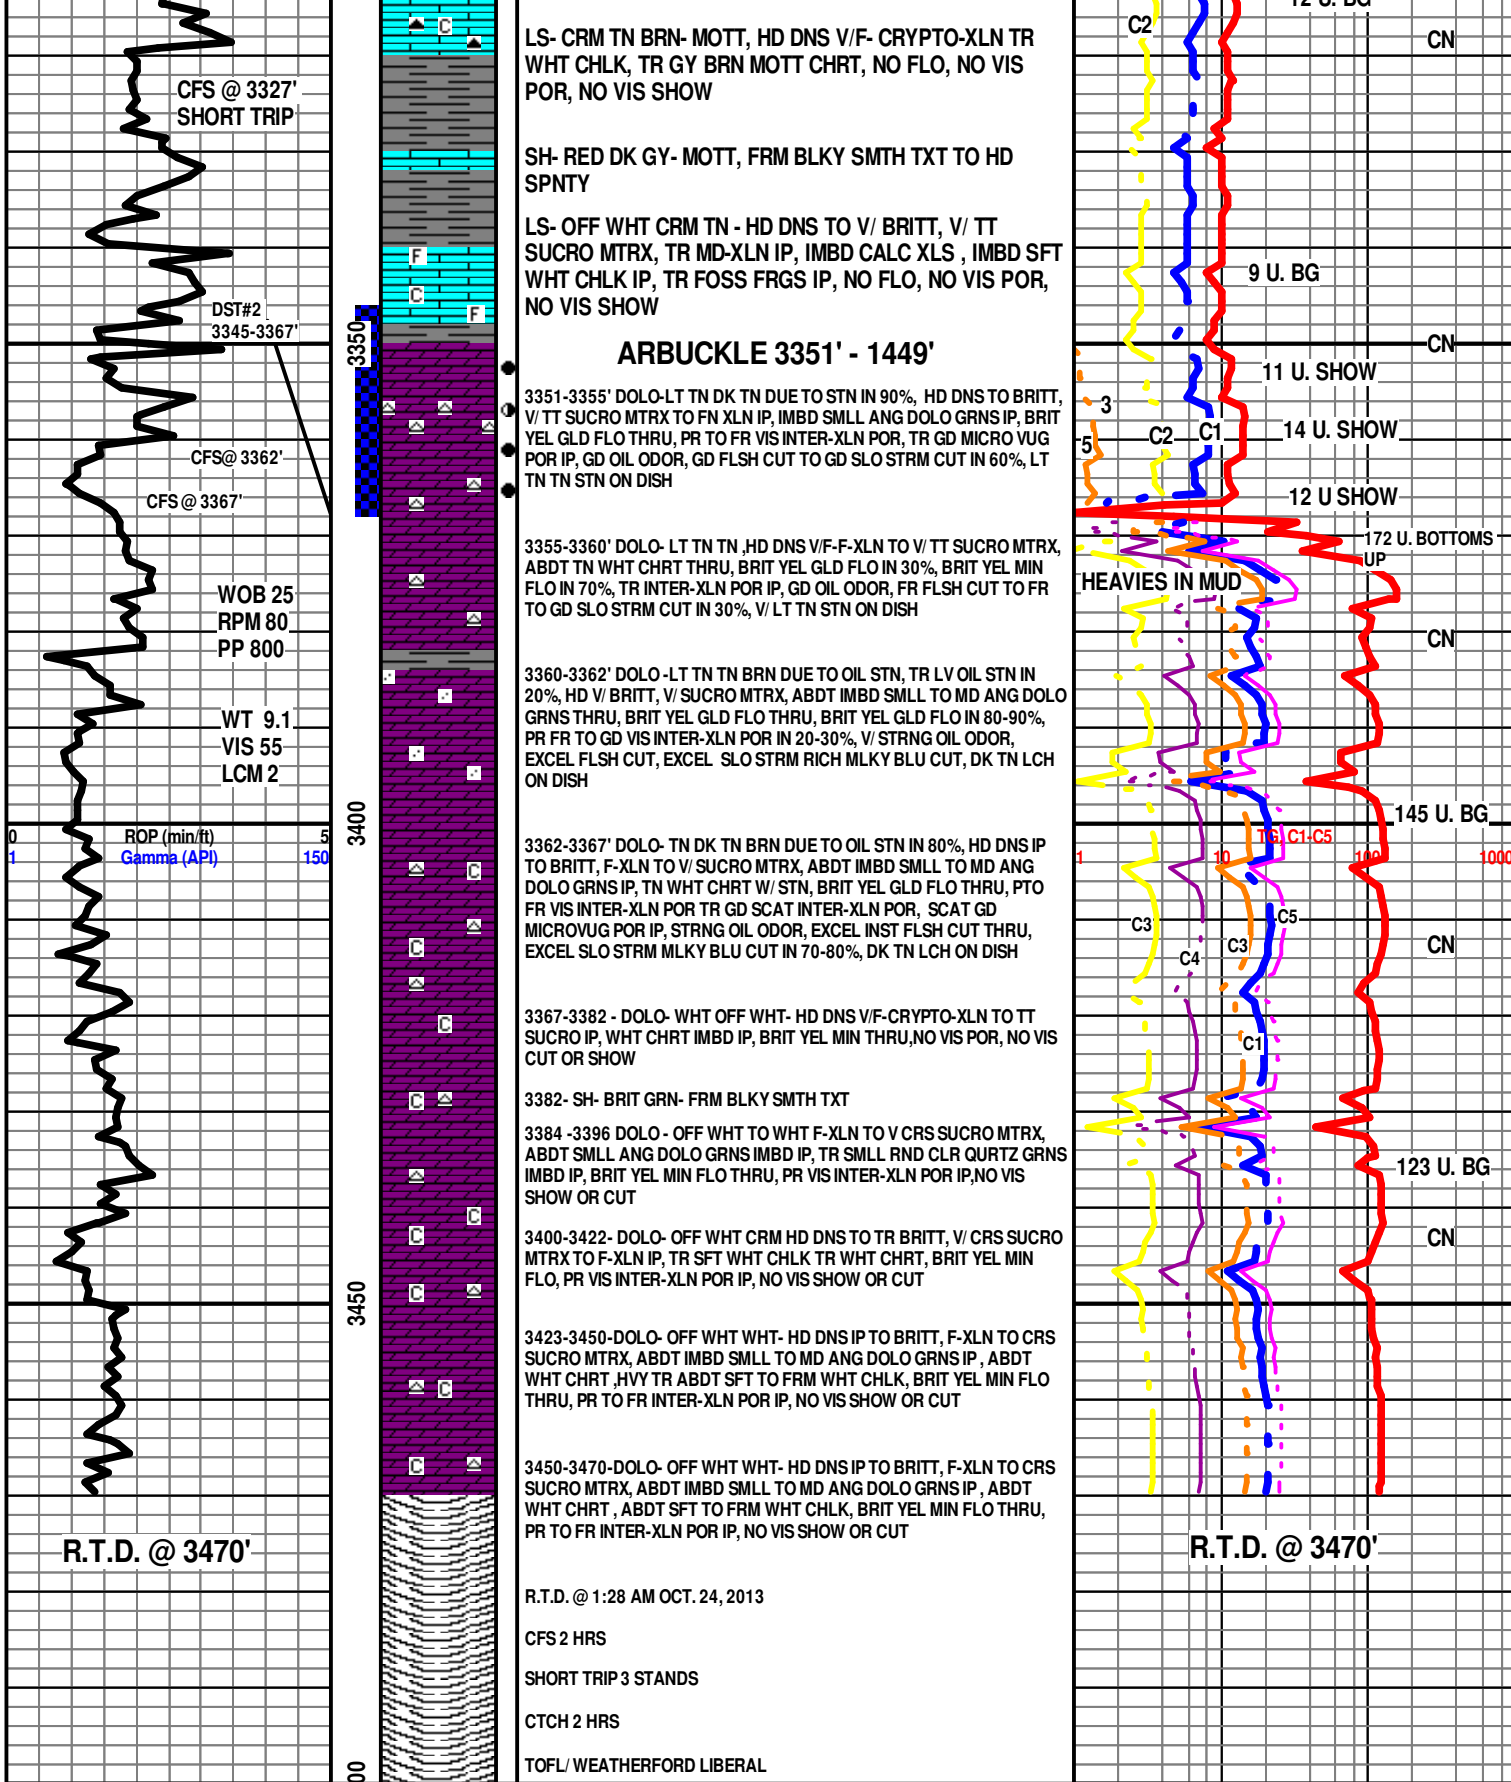 12 U. BG
C
C2
CN
LS- CRM TN BRN- MOTT, HD DNS V/F- CRYPTO-XLN TR
WHT CHLK, TR GY BRN MOTT CHRT, NO FLO, NO VIS
POR, NO VIS SHOW
CFS @ 3327'
SHORT TRIP
SH- RED DK GY- MOTT, FRM BLKY SMTH TXT TO HD
SPNTY
LS- OFF WHT CRM TN - HD DNS TO V/ BRITT, V/ TT
SUCRO MTRX, TR MD-XLN IP, IMBD CALC XLS , IMBD SFT
WHT CHLK IP, TR FOSS FRGS IP, NO FLO, NO VIS POR,
NO VIS SHOW
F
C
F
9 U. BG
DST#2
3345-3367'
3350
ARBUCKLE 3351' - 1449'
CN
11 U. SHOW
3351-3355' DOLO-LT TN DK TN DUE TO STN IN 90%, HD DNS TO BRITT,
V/ TT SUCRO MTRX TO FN XLN IP, IMBD SMLL ANG DOLO GRNS IP, BRIT
YEL GLD FLO THRU, PR TO FR VIS INTER-XLN POR, TR GD MICRO VUG
POR IP, GD OIL ODOR, GD FLSH CUT TO GD SLO STRM CUT IN 60%, LT
TN TN STN ON DISH
3
5
C2
C1
14 U. SHOW
12 U SHOW
CFS@ 3362'
CFS @ 3367'
172 U. BOTTOMS
UP
HEAVIES IN MUD
3355-3360' DOLO- LT TN TN ,HD DNS V/F-F-XLN TO V/ TT SUCRO MTRX,
ABDT TN WHT CHRT THRU, BRIT YEL GLD FLO IN 30%, BRIT YEL MIN
FLO IN 70%, TR INTER-XLN POR IP, GD OIL ODOR, FR FLSH CUT TO FR
TO GD SLO STRM CUT IN 30%, V/ LT TN STN ON DISH
WOB 25
RPM 80
PP 800
CN
3360-3362' DOLO -LT TN TN BRN DUE TO OIL STN, TR LV OIL STN IN
20%, HD V/ BRITT, V/ SUCRO MTRX, ABDT IMBD SMLL TO MD ANG DOLO
GRNS THRU, BRIT YEL GLD FLO THRU, BRIT YEL GLD FLO IN 80-90%,
PR FR TO GD VIS INTER-XLN POR IN 20-30%, V/ STRNG OIL ODOR,
EXCEL FLSH CUT, EXCEL  SLO STRM RICH MLKY BLU CUT, DK TN LCH
ON DISH
WT  9.1
VIS 55
LCM 2
3400
0 ROP (min/ft) 5
1 Gamma (API) 150
145 U. BG
TG, C1-C5
1 10 100 1000
3362-3367' DOLO- TN DK TN BRN DUE TO OIL STN IN 80%, HD DNS IP
TO BRITT, F-XLN TO V/ SUCRO MTRX, ABDT IMBD SMLL TO MD ANG
DOLO GRNS IP, TN WHT CHRT W/ STN, BRIT YEL GLD FLO THRU, PTO
FR VIS INTER-XLN POR TR GD SCAT INTER-XLN POR,  SCAT GD
MICROVUG POR IP, STRNG OIL ODOR, EXCEL INST FLSH CUT THRU,
EXCEL SLO STRM MLKY BLU CUT IN 70-80%, DK TN LCH ON DISH
C
C
C3
C4
C3
C5
CN
3367-3382 - DOLO- WHT OFF WHT- HD DNS V/F-CRYPTO-XLN TO TT
SUCRO IP, WHT CHRT IMBD IP, BRIT YEL MIN THRU,NO VIS POR, NO VIS
CUT OR SHOW
C
C1
3382- SH- BRIT GRN- FRM BLKY SMTH TXT
C
3384 -3396 DOLO - OFF WHT TO WHT F-XLN TO V CRS SUCRO MTRX,
ABDT SMLL ANG DOLO GRNS IMBD IP, TR SMLL RND CLR QURTZ GRNS
IMBD IP, BRIT YEL MIN FLO THRU, PR VIS INTER-XLN POR IP,NO VIS
SHOW OR CUT
123 U. BG
C
C
3400-3422- DOLO- OFF WHT CRM HD DNS TO TR BRITT, V/ CRS SUCRO
MTRX TO F-XLN IP, TR SFT WHT CHLK TR WHT CHRT, BRIT YEL MIN
FLO, PR VIS INTER-XLN POR IP, NO VIS SHOW OR CUT
CN
C
3450
3423-3450-DOLO- OFF WHT WHT- HD DNS IP TO BRITT, F-XLN TO CRS
SUCRO MTRX, ABDT IMBD SMLL TO MD ANG DOLO GRNS IP , ABDT
WHT CHRT ,HVY TR ABDT SFT TO FRM WHT CHLK, BRIT YEL MIN FLO
THRU, PR TO FR INTER-XLN POR IP, NO VIS SHOW OR CUT
C
3450-3470-DOLO- OFF WHT WHT- HD DNS IP TO BRITT, F-XLN TO CRS
SUCRO MTRX, ABDT IMBD SMLL TO MD ANG DOLO GRNS IP , ABDT
WHT CHRT , ABDT SFT TO FRM WHT CHLK, BRIT YEL MIN FLO THRU,
PR TO FR INTER-XLN POR IP, NO VIS SHOW OR CUT
C
R.T.D. @ 3470'
R.T.D. @ 3470'
R.T.D. @ 1:28 AM OCT. 24, 2013
CFS 2 HRS
SHORT TRIP 3 STANDS
CTCH 2 HRS
TOFL/ WEATHERFORD LIBERAL